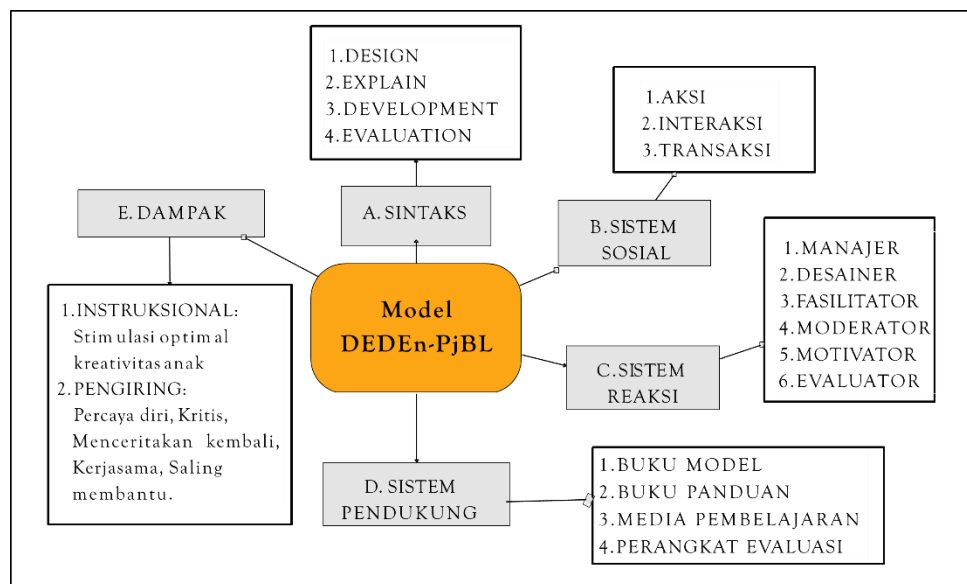 1.DESIGN
2.EXPLAIN
3.DEVELOPMENT
4.EVALUATION
1.AKSI
2.INTERAKSI
3.TRANSAKSI
E. DAMPAK
A. SINTAKS
B. SISTEM
SOSIAL
1.MANAJER
2.DESAINER
3.FASILITATOR
4.MODERATOR
5.MOTIVATOR
6.EVALUATOR
Model
DEDEn-PjBL
1.INSTRUKSIONAL:
Stimulasi optimal
kreativitas anak
2.PENGIRING:
Percaya diri, Kritis,
Menceritakan kembali,
Kerjasama, Saling
membantu.
C. SISTEM
REAKSI
D. SISTEM
PENDUKUNG
1.BUKU MODEL
2.BUKU PANDUAN
3.MEDIA PEMBELAJARAN
4.PERANGKAT EVALUASI